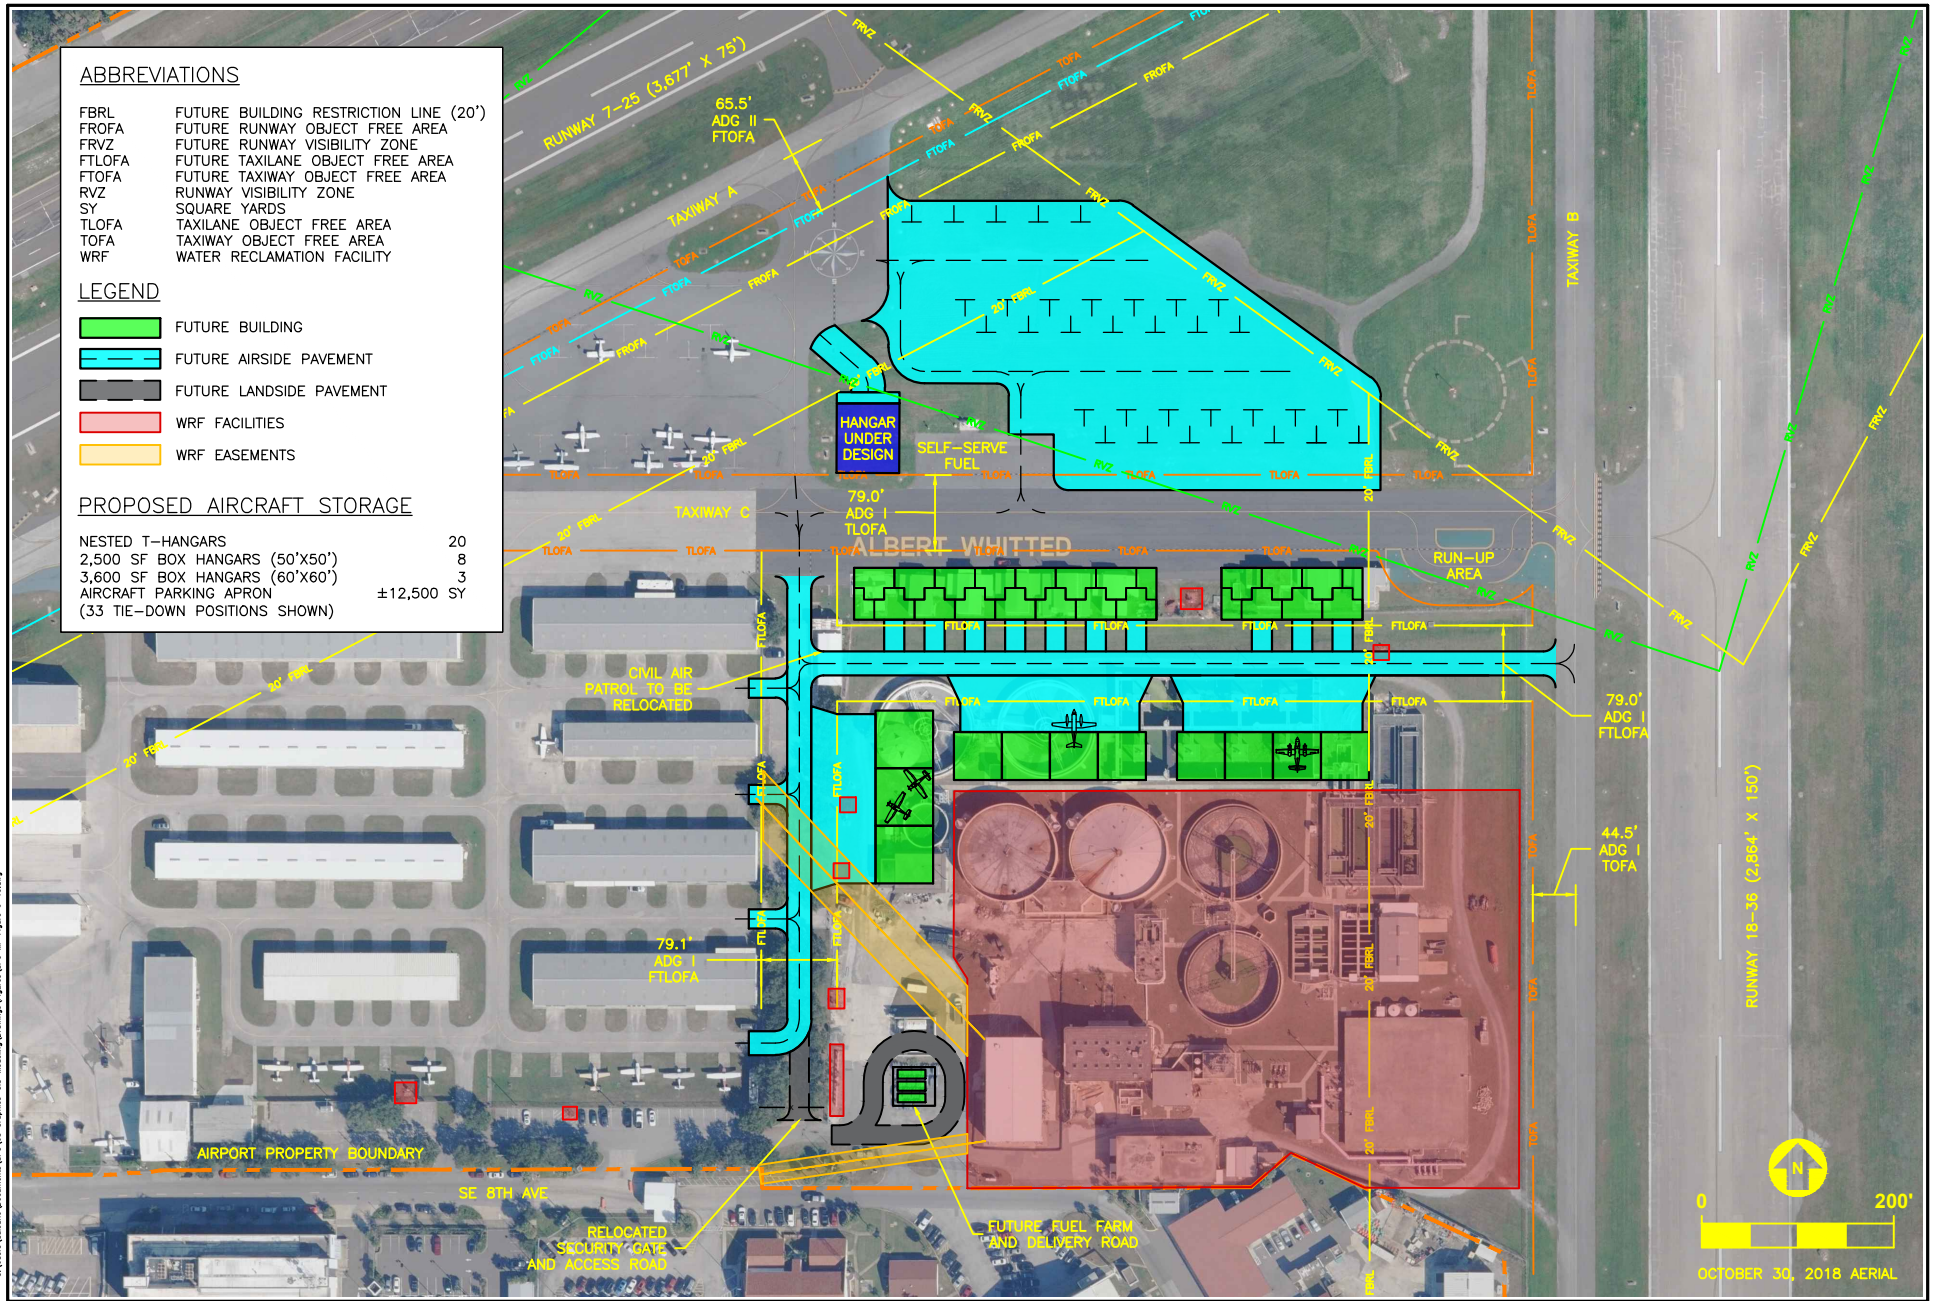 ABBREVIATIONS
FBRL FUTURE BUILDING RESTRICTION LINE (20')
FROFA FUTURE RUNWAY OBJECT FREE AREA
FRVZ FUTURE RUNWAY VISIBILITY ZONE
FTLOFA FUTURE TAXILANE OBJECT FREE AREA
FTOFA FUTURE TAXIWAY OBJECT FREE AREA
RVZ RUNWAY VISIBILITY ZONE
SY SQUARE YARDS
TLOFA TAXILANE OBJECT FREE AREA
TOFA TAXIWAY OBJECT FREE AREA
WRF WATER RECLAMATION FACILITY
LEGEND
FUTURE BUILDING
FUTURE AIRSIDE PAVEMENT
FUTURE LANDSIDE PAVEMENT
WRF FACILITIES
WRF EASEMENTS
PROPOSED AIRCRAFT STORAGE
NESTED T-HANGARS 20
2,500 SF BOX HANGARS (50'X50') 8
3,600 SF BOX HANGARS (60'X60') 3
AIRCRAFT PARKING APRON ±12,500 SY
(33 TIE-DOWN POSITIONS SHOWN)
RUNWAY 7-25 (3,677' X 75')
65.5'
ADG II
FTOFA
TAXIWAY A
TAXIWAY B
HANGAR
UNDER
DESIGN
SELF-SERVE
FUEL
TAXIWAY C
79.0'
ADG I
TLOFA
ALBERT WHITTED
RUN-UP
AREA
CIVIL AIR
PATROL TO BE
RELOCATED
79.0'
ADG I
FTLOFA
44.5'
ADG I
TOFA
RUNWAY 18-36 (2,864' X 150')
79.1'
ADG I
FTLOFA
AIRPORT PROPERTY BOUNDARY
SE 8TH AVE
RELOCATED
SECURITY GATE
AND ACCESS ROAD
FUTURE FUEL FARM
AND DELIVERY ROAD
N
0 200'
OCTOBER 30, 2018 AERIAL
RVZ
FRVZ
TOFA
FTOFA
FROFA
TLOFA
FTLOFA
20' FBRL